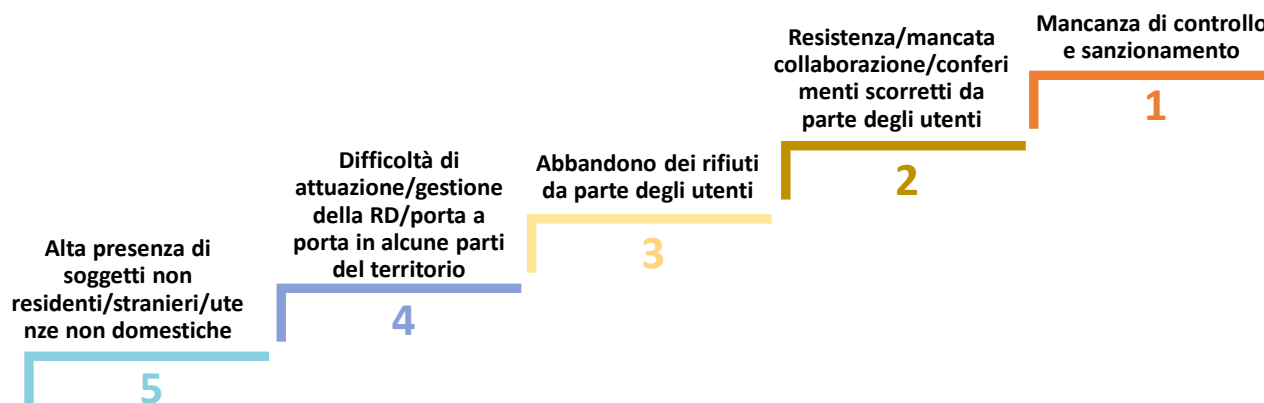 Mancanza di controllo
e sanzionamento
1
Resistenza/mancata
collaborazione/conferi
menti scorretti da
parte degli utenti
2
Abbandono dei rifiuti
da parte degli utenti
3
Difficoltà di
attuazione/gestione
della RD/porta a
porta in alcune parti
del territorio
4
Alta presenza di
soggetti non
residenti/stranieri/ute
nze non domestiche
5